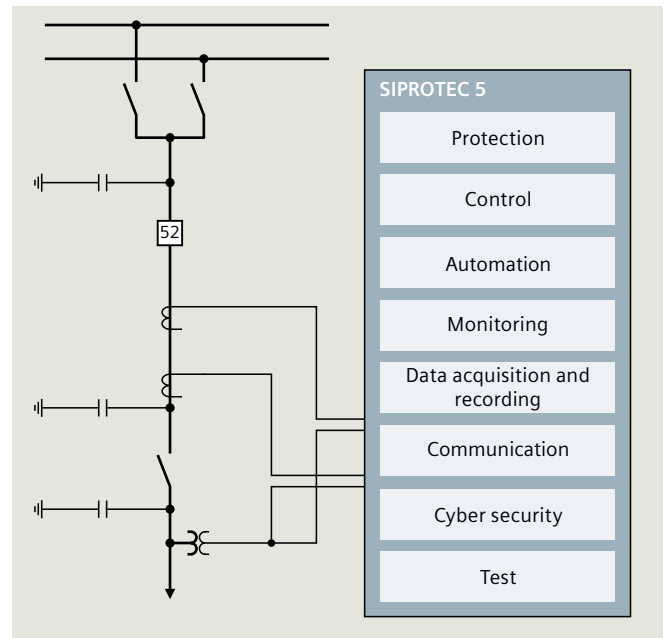 SIPROTEC 5
Protection
Control
52
Automation
Monitoring
Data acquisition and
recording
Communication
Cyber security
Test